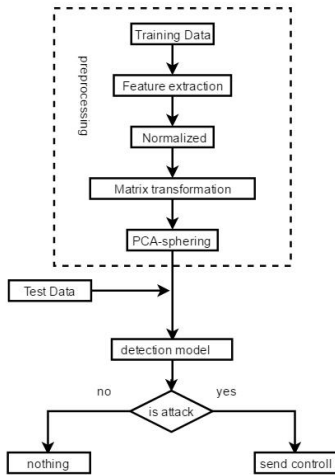 Training Data
preprocessing
Feature extraction
Normalized
Matrix transformation
PCA-sphering
Test Data
detection model
no
yes
is attack
nothing
send controll